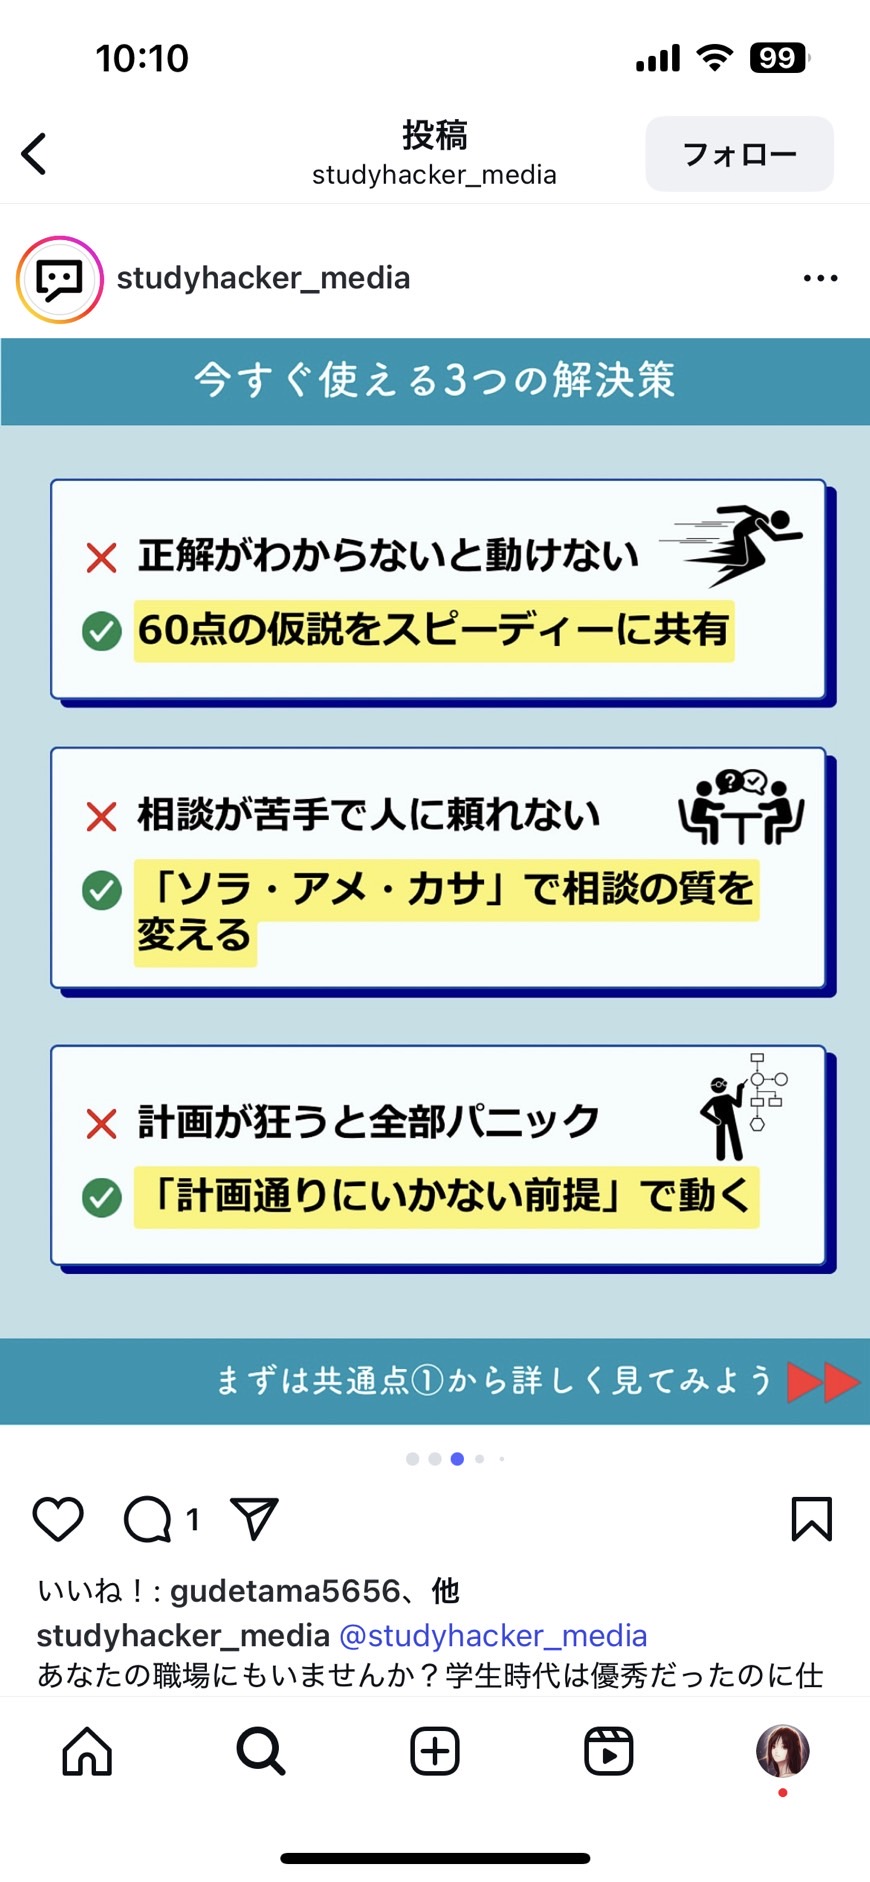 10:10
99
投稿
studyhacker_media
フォロー
studyhacker_media
今すぐ使える3つの解決策
正解がわからないと動けない
60点の仮説をスピーディーに共有
?
相談が苦手で人に頼れない
「ソラ・アメ・カサ」で相談の質を
変える
計画が狂うと全部パニック
「計画通りにいかない前提」で動く
まずは共通点①から詳しく見てみよう
1
いいね！: gudetama5656、他
studyhacker_media @studyhacker_media
あなたの職場にもいませんか？学生時代は優秀だったのに仕